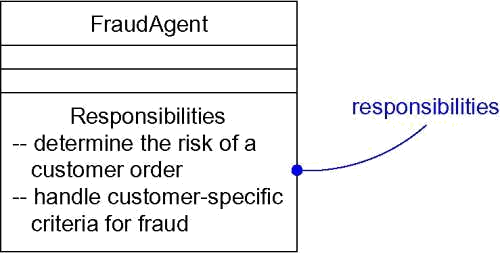 FraudAgent
Responsibilities
-- determine the risk of a
customer order
-- handle customer-specific
criteria for fraud
responsibilities